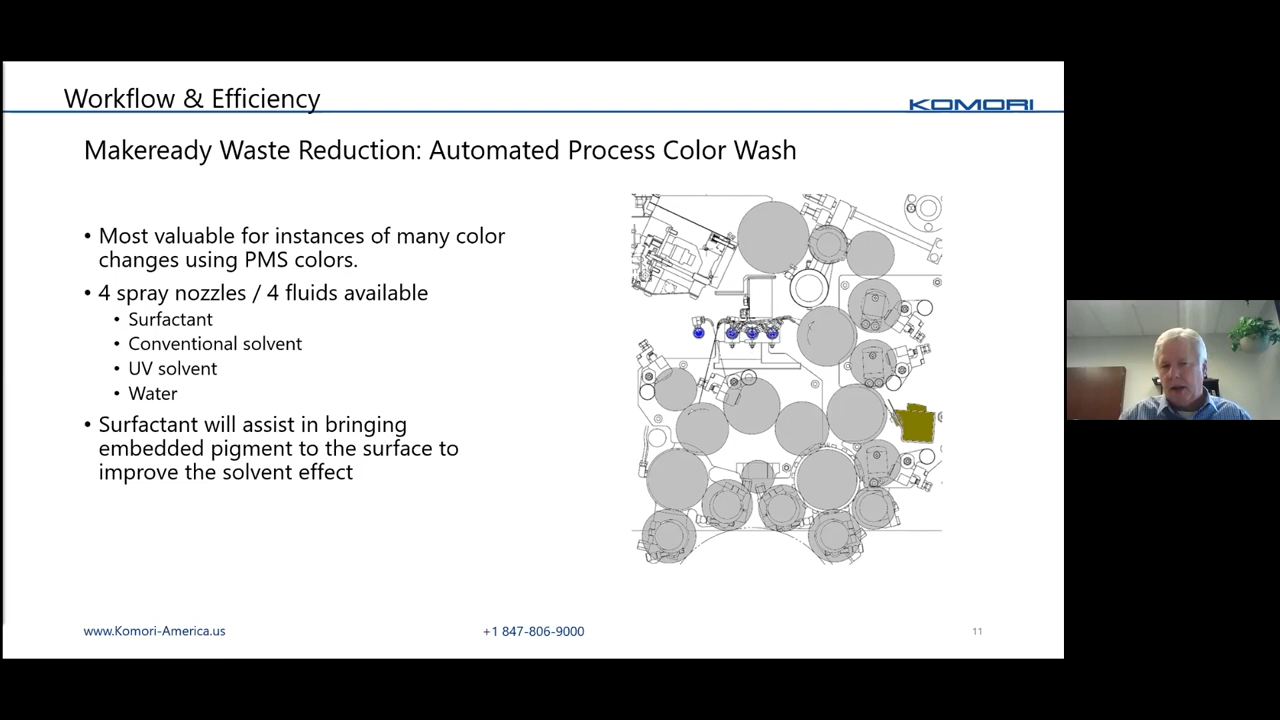 Workflow & Efficiency
KOMORI
Makeready Waste Reduction: Automated Process Color Wash
• Most valuable for instances of many color
changes using PMS colors.
• 4 spray nozzles / 4 fluids available
• Surfactant
• Conventional solvent
• UV solvent
• Water
• Surfactant will assist in bringing
embedded pigment to the surface to
improve the solvent effect
www.Komori-America.us
+1 847-806-9000
11